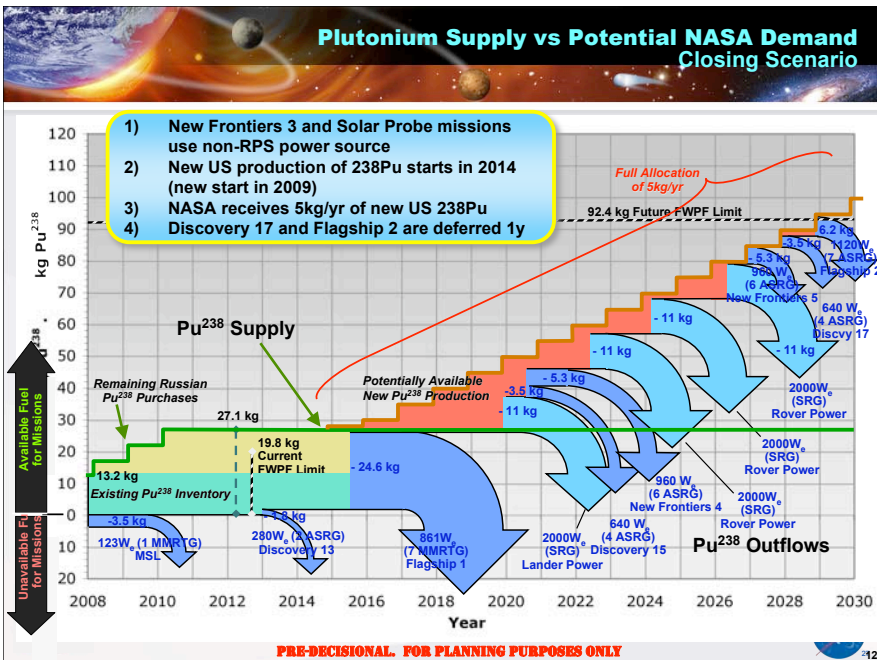 Plutonium Supply vs Potential NASA Demand
Closing Scenario
1) New Frontiers 3 and Solar Probe missions
use non-RPS power source
2) New US production of 238Pu starts in 2014
(new start in 2009)
3) NASA receives 5kg/yr of new US 238Pu
4) Discovery 17 and Flagship 2 are deferred 1y
120
110
100
90
80
70
60
50
40
30
20
10
0
10
20
kg Pu238
Available Fuel
for Missions
for Missions
Full Allocation
of 5kg/yr
92.4 kg Future FWPF Limit
Pu238 Supply
Remaining Russian
Pu238 Purchases
27.1 kg
13.2 kg
19.8 kg
Current
FWPF Limit
Existing Pu238 Inventory
Potentially Available
New Pu238 Production
-3.5 kg
123We (1 MMRTG)
MSL
- 1.8 kg
280We (2 ASRG)
Discovery 13
- 24.6 kg
861We
(7 MMRTG)
Flagship 1
- 11 kg
2000We
(SRG)
Lander Power
-3.5 kg
640 We
(4 ASRG)
Discovery 15
- 5.3 kg
960 We
(6 ASRG)
New Frontiers 4
- 11 kg
2000We
(SRG)
Rover Power
- 11 kg
2000We
(SRG)
Rover Power
- 11 kg
2000We
(SRG)
Rover Power
- 5.3 kg
960 We
(6 ASRG)
New Frontiers 5
-3.5 kg
640 We
(4 ASRG)
Discvy 17
6.2 kg
1120We
(7 ASRG)
Flagship 2
Pu238 Outflows
2008 2010 2012 2014 2016 2018 2020 2022 2024 2026 2028 2030
Year
PRE-DECISIONAL. FOR PLANNING PURPOSES ONLY
12